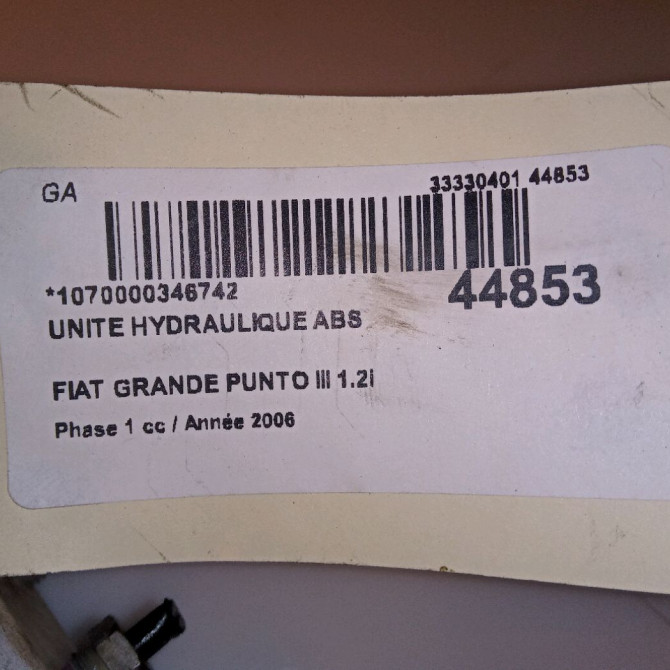 GA
33330401 44853
*1070000346742
44853
UNITE HYDRAULIQUE ABS
FIAT GRANDE PUNTO III 1.2I
Phase 1 cc / Année 2006